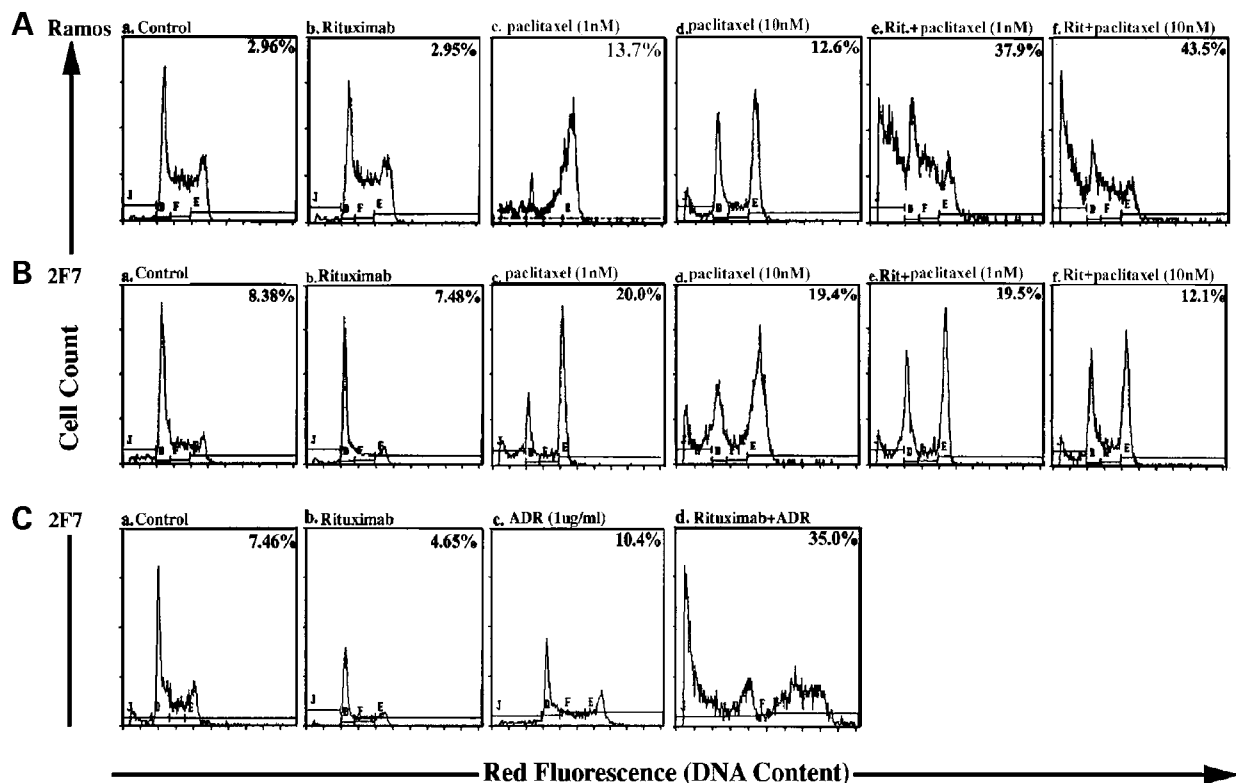 A Ramos
a. Control
2.96%
J B F E
b. Rituximab
2.95%
J B F E
c. paclitaxel (1nM)
13.7%
E
d. paclitaxel (10nM)
12.6%
B E
e. Rit.+paclitaxel (1nM)
37.9%
J B F E
f. Rit+paclitaxel (10nM)
43.5%
B F E
B 2F7
a. Control
8.38%
J B
b. Rituximab
7.48%
J B F E
c. paclitaxel (1nM)
20.0%
B F E
d. paclitaxel (10nM)
19.4%
B F E
e. Rit+paclitaxel (1nM)
19.5%
B F E
f. Rit+paclitaxel (10nM)
12.1%
B F E
C 2F7
a. Control
7.46%
J E
b. Rituximab
4.65%
J B F E
c. ADR (1ug/ml)
10.4%
J B F E
d. Rituximab+ADR
35.0%
F
Cell Count
Red Fluorescence (DNA Content)